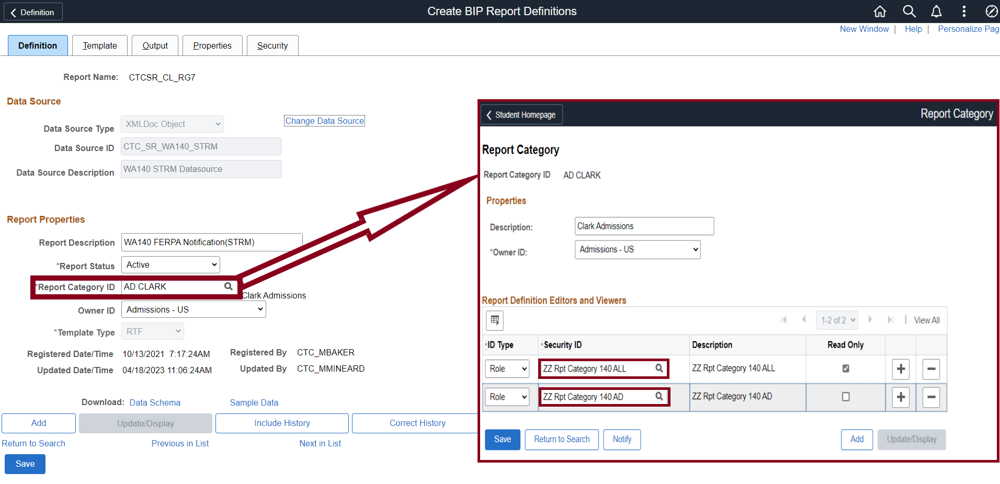 Definition
Create BIP Report Definitions
New Window | Help | Personalize Pag
Definition Template Output Properties Security
Report Name: CTCSR_CL_RG7
Data Source
Data Source Type XMLDoc Object Change Data Source
Data Source ID CTC_SR_WA140_STRM
Data Source Description WA140 STRM Datasource
Report Properties
Report Description WA140 FERPA Notification(STRM)
*Report Status Active
*Report Category ID AD CLARK
Clark Admissions
Owner ID Admissions - US
*Template Type RTF
Registered Date/Time 10/13/2021 7:17:24AM Registered By CTC_MBAKER
Updated Date/Time 04/18/2023 11:06:24AM Updated By CTC_MMINEARD
Download: Data Schema Sample Data
Add Update/Display Include History Correct History
Return to Search Previous in List Next in List
Save
Student Homepage Report Category
Report Category
Report Category ID AD CLARK
Properties
Description: Clark Admissions
*Owner ID: Admissions - US
Report Definition Editors and Viewers
1-2 of 2 | View All
*ID Type *Security ID Description Read Only
Role ZZ Rpt Category 140 ALL ZZ Rpt Category 140 ALL
Role ZZ Rpt Category 140 AD ZZ Rpt Category 140 AD
Save Return to Search Notify Add Update/Display